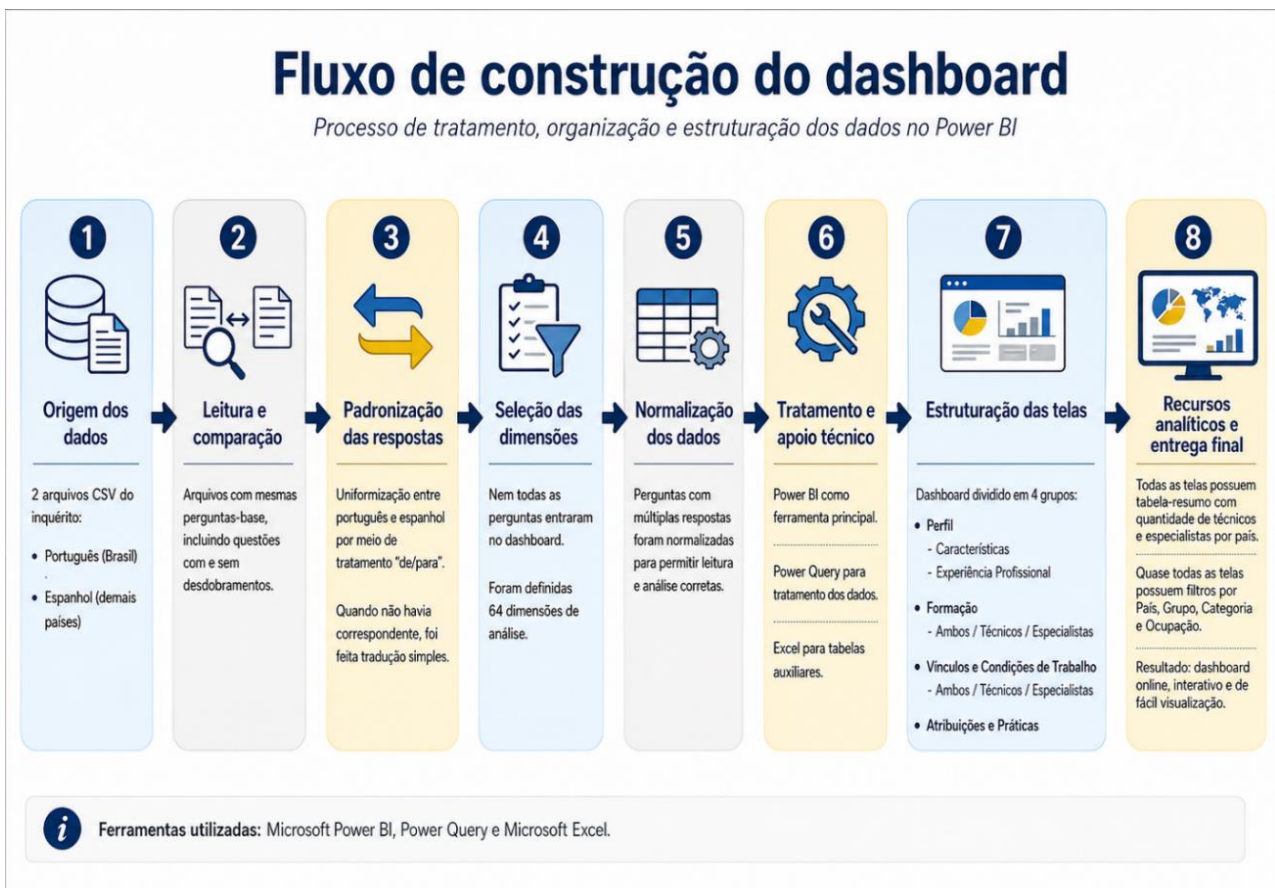 Fluxo de construção do dashboard
Processo de tratamento, organização e estruturação dos dados no Power BI
1
Origem dos
dados
2 arquivos CSV do
inquérito:
• Português (Brasil)
.
• Espanhol (demais
países)
2
Leitura e
comparação
Arquivos com mesmas
perguntas-base,
incluindo questões
com e sem
desdobramentos.
3
Padronização
das respostas
Uniformização entre
português e espanhol
por meio de
tratamento "de/para".
Quando não havia
correspondente, foi
feita tradução simples.
4
Seleção das
dimensões
Nem todas as
perguntas entraram
no dashboard.
Foram definidas
64 dimensões de
análise.
5
Normalização
dos dados
Perguntas com
múltiplas respostas
foram normalizadas
para permitir leitura
e análise corretas.
6
Tratamento e
apoio técnico
Power BI como
ferramenta principal.
Power Query para
tratamento dos dados.
Excel para tabelas
auxiliares.
7
Estruturação das telas
Dashboard dividido em 4 grupos:
• Perfil
- Características
- Experiência Profissional
• Formação
- Ambos / Técnicos / Especialistas
• Vínculos e Condições de Trabalho
- Ambos / Técnicos / Especialistas
• Atribuições e Práticas
8
Recursos
analíticos e
entrega final
Todas as telas possuem
tabela-resumo com
quantidade de técnicos
e especialistas por país.
Quase todas as telas
possuem filtros por
País, Grupo, Categoria
e Ocupação.
Resultado: dashboard
online, interativo e de
fácil visualização.
i
Ferramentas utilizadas: Microsoft Power BI, Power Query e Microsoft Excel.